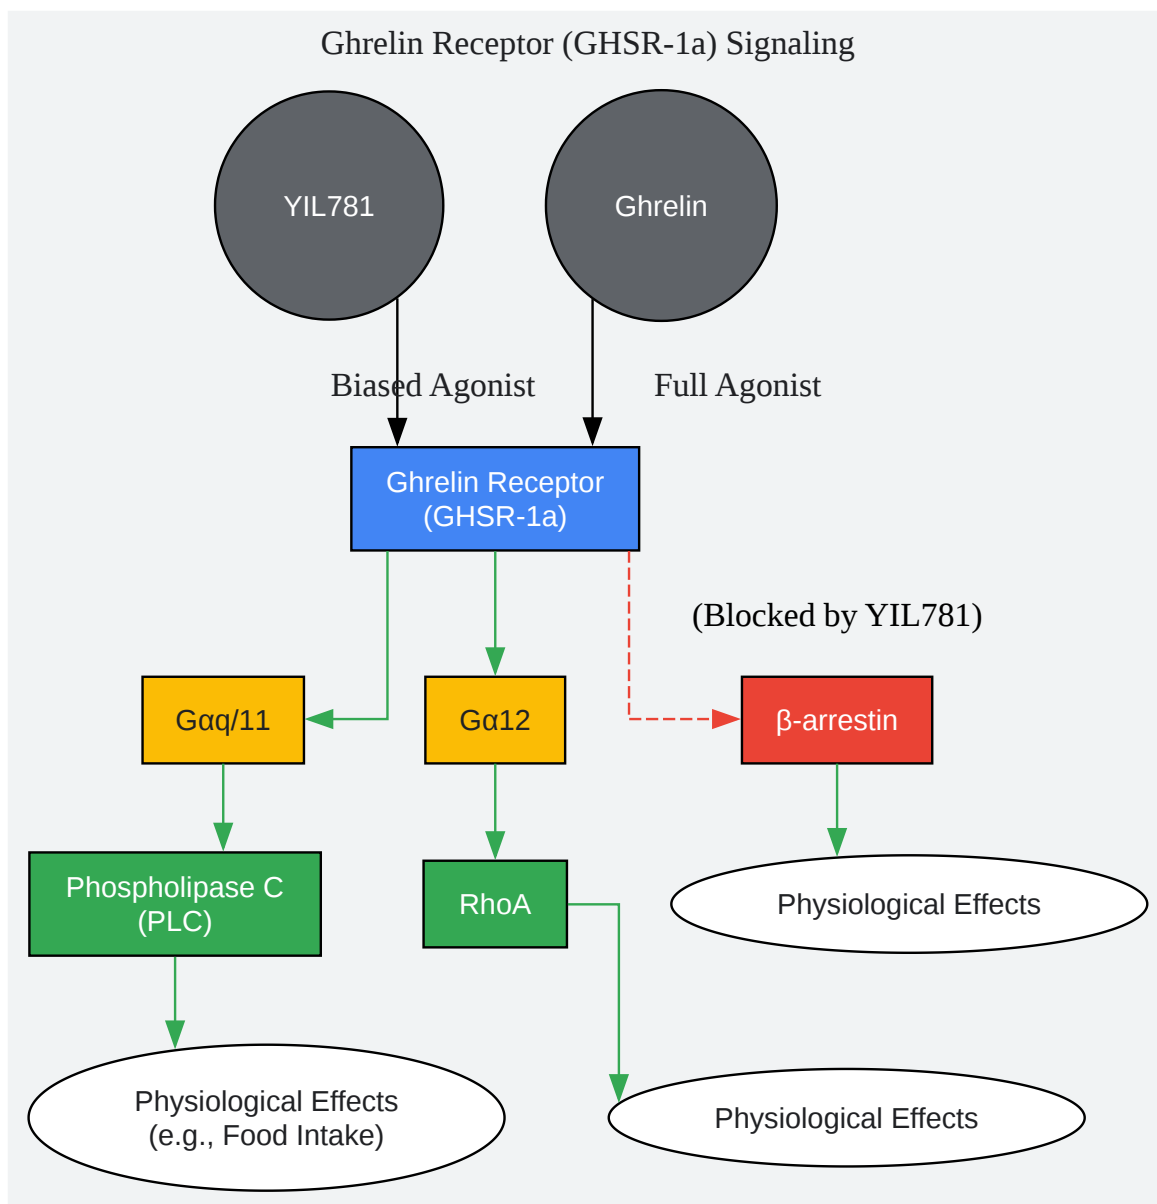 Ghrelin Receptor (GHSR-1a) Signaling
YIL781
Ghrelin
Biased Agonist
Full Agonist
Ghrelin Receptor
(GHSR-1a)
(Blocked by YIL781)
Gαq/11
Gα12
β-arrestin
Phospholipase C
(PLC)
RhoA
Physiological Effects
Physiological Effects
(e.g., Food Intake)
Physiological Effects